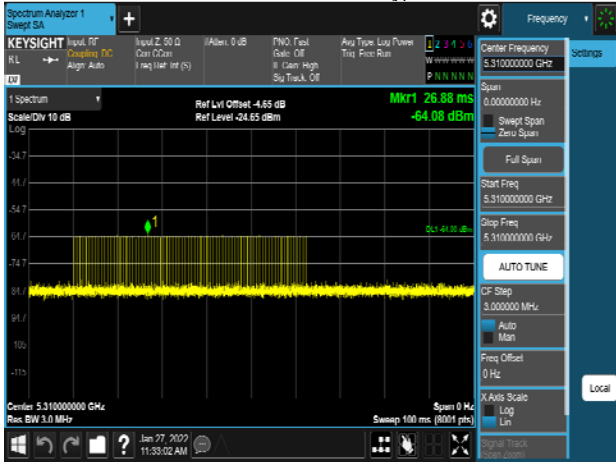 Spectrum Analyzer 1
Swept SA
+
Frequency
KEYSIGHT
RL
Input: RF
Coupling: DC
Align: Auto
Input Z: 50 Ω
Corr CCorr
Freq Ref: Int (S)
#Atten: 0 dB
PNO: Fast
Gate: Off
IF Gain: High
Sig Track: Off
Avg Type: Log Power
Trig: Free Run
1 2 3 4 5 6
W W W W W W
P N N N N N
1 Spectrum
Scale/Div 10 dB
Log
Ref Lvl Offset -4.65 dB
Ref Level -24.65 dBm
Mkr1 26.88 ms
-64.08 dBm
-34.7
-44.7
-54.7
-64.7
-74.7
-84.7
-94.7
-105
-115
1
DL1 -64.00 dBm
Center 5.310000000 GHz
Res BW 3.0 MHz
Span 0 Hz
Sweep 100 ms (8001 pts)
Center Frequency
5.310000000 GHz
Settings
Span
0.00000000 Hz
Swept Span
Zero Span
Full Span
Start Freq
5.310000000 GHz
Stop Freq
5.310000000 GHz
AUTO TUNE
CF Step
3.000000 MHz
Auto
Man
Freq Offset
0 Hz
X Axis Scale
Log
Lin
Local
Signal Track
(Span Zoom)
?
Jan 27, 2022
11:33:02 AM